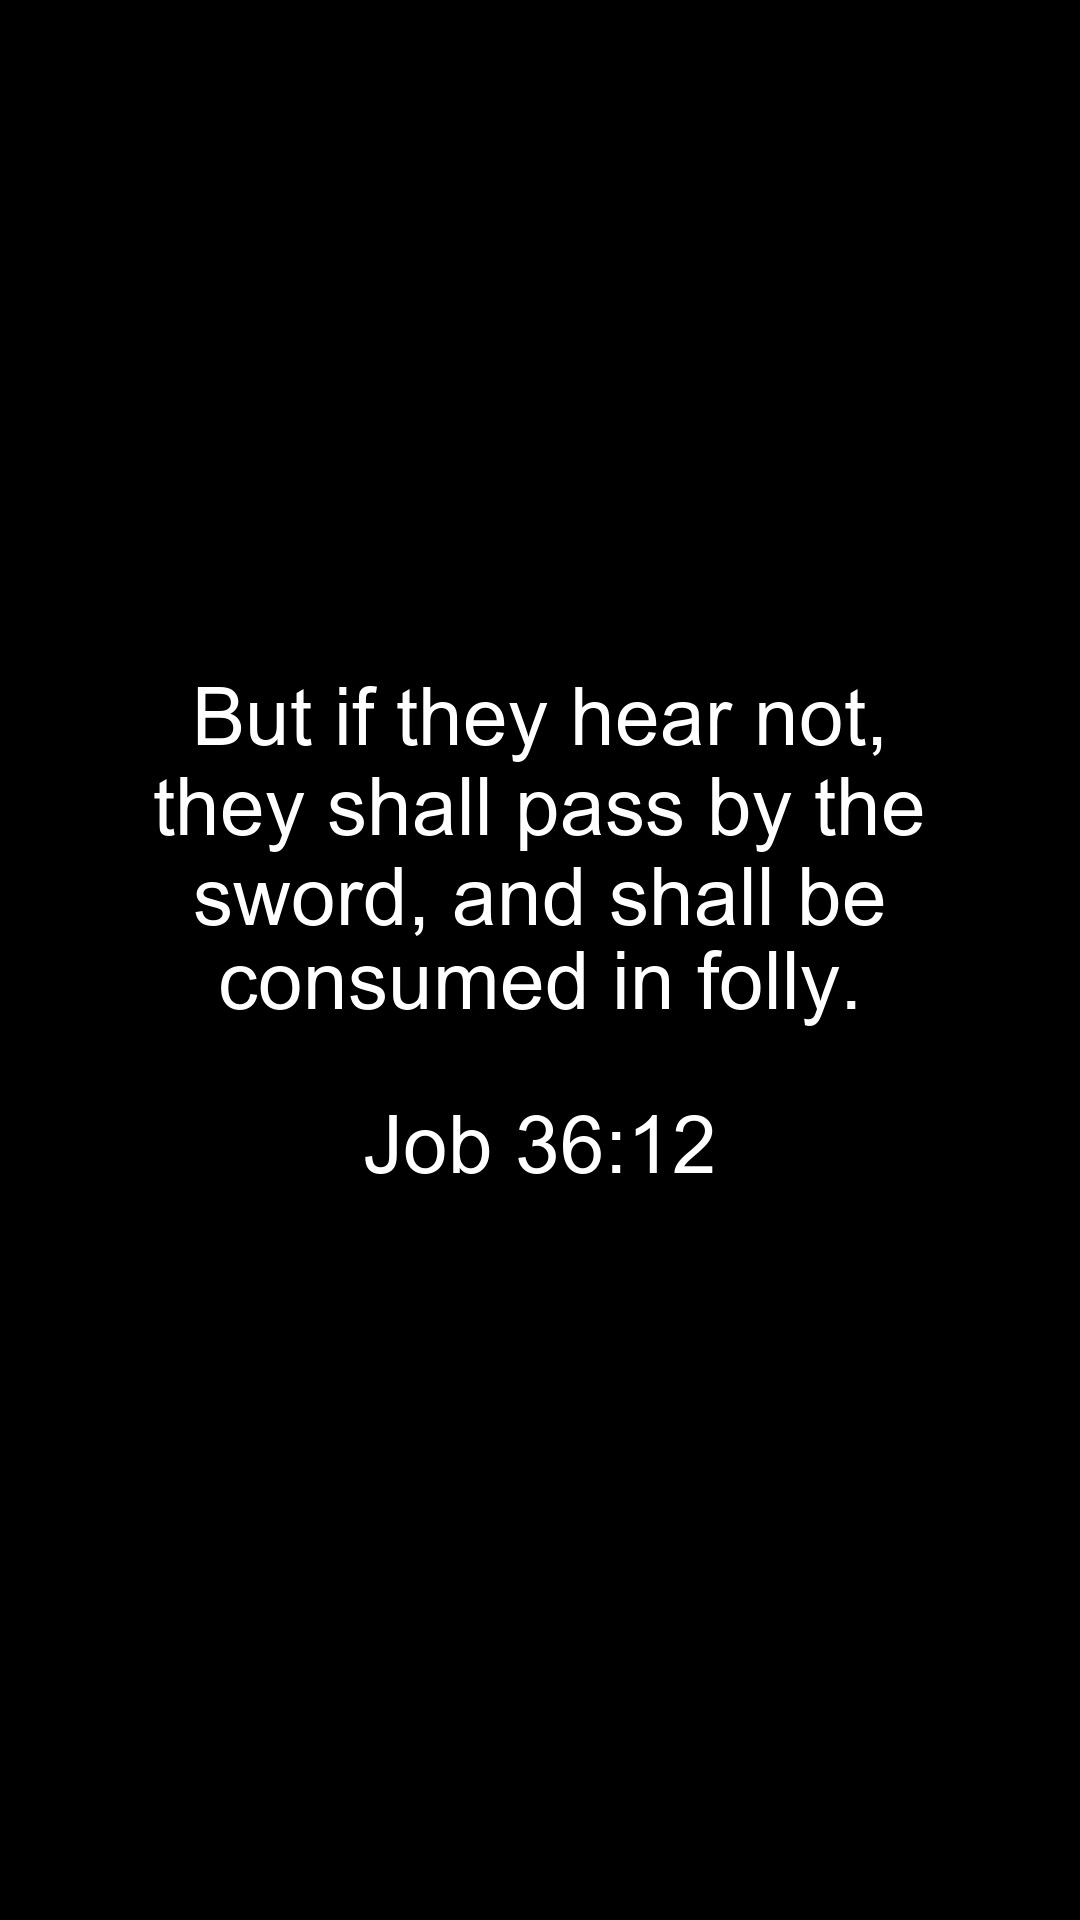 But if they hear not,
they shall pass by the
sword, and shall be
consumed in folly.
Job 36:12